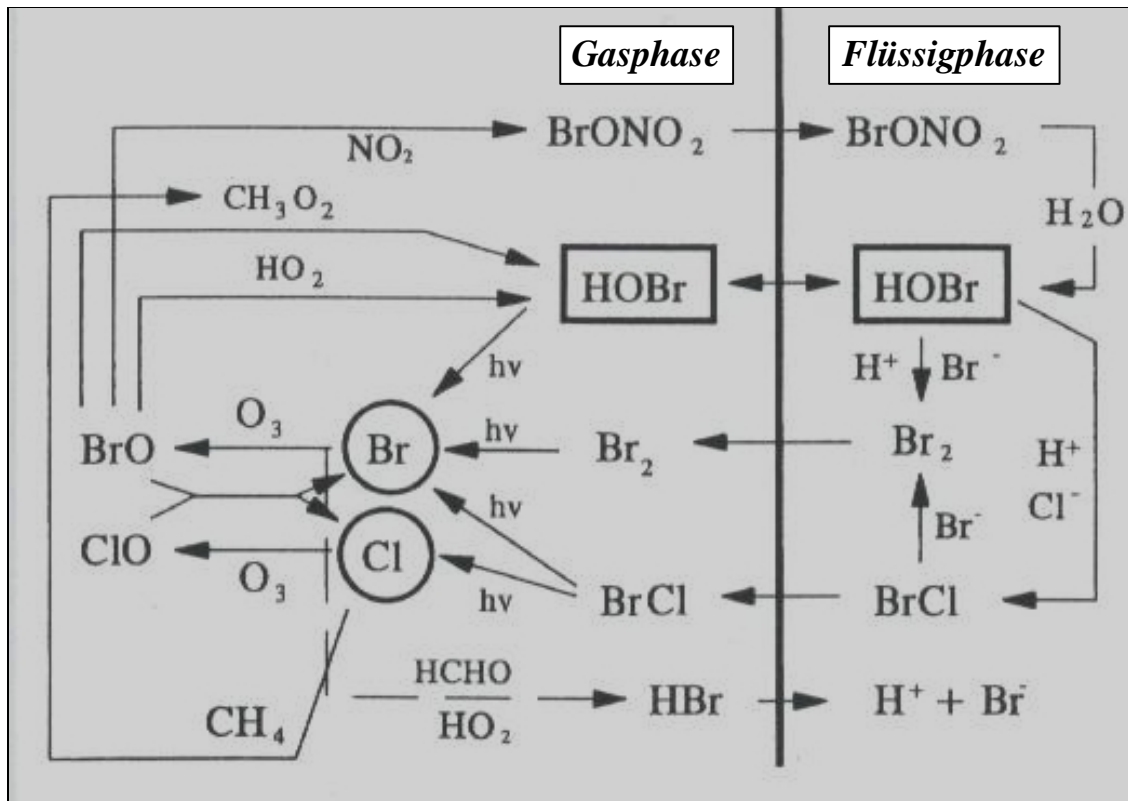 Gasphase Flüssigphase
BrONO₂ BrONO₂
NO₂
CH₃O₂
H₂O
HO₂
HOBr HOBr
hν
H⁺ Br⁻
O₃
BrO Br hν Br₂ Br₂
H⁺
hν
Cl⁻
Br⁻
ClO Cl
O₃
hν BrCl BrCl
HCHO
HBr H⁺ + Br⁻
CH₄ HO₂